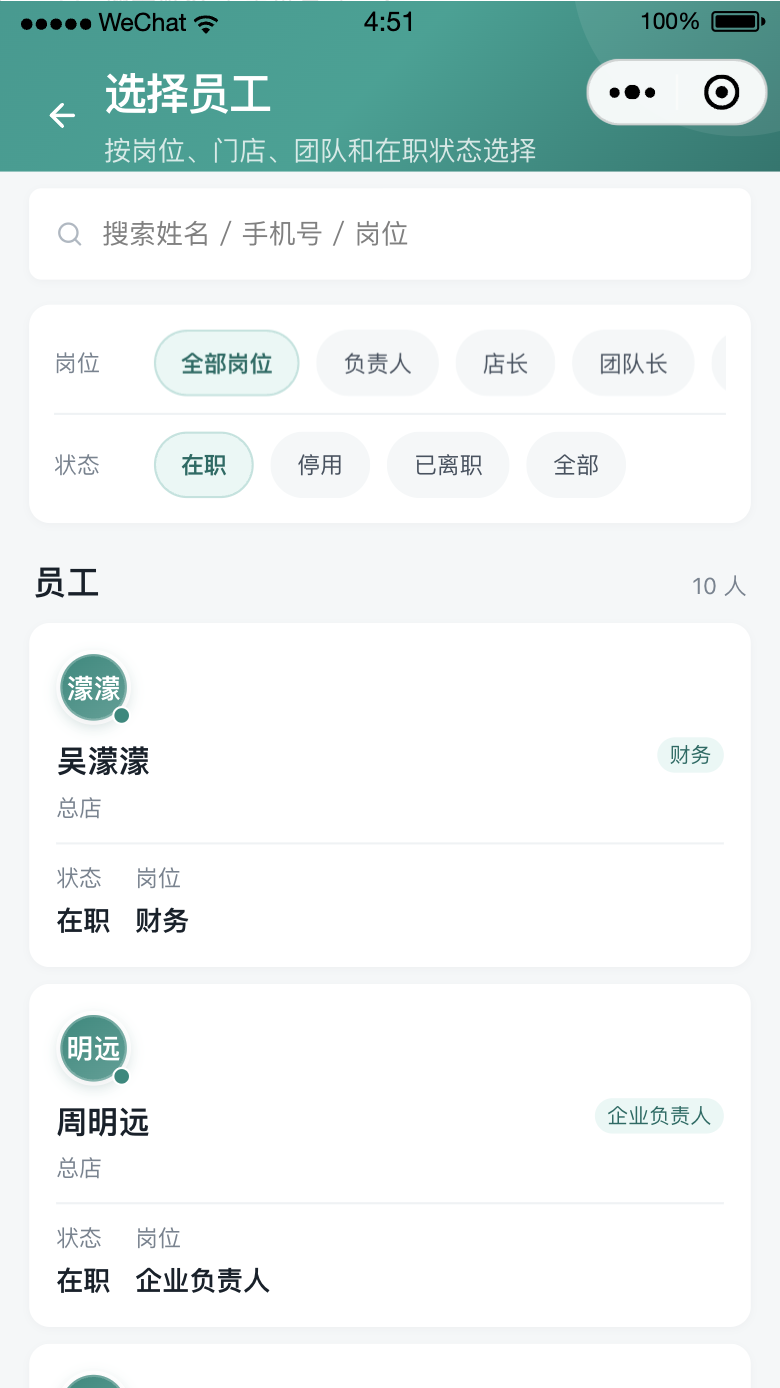 WeChat 4:51 100%
选择员工
按岗位、门店、团队和在职状态选择
搜索姓名 / 手机号 / 岗位
岗位 全部岗位 负责人 店长 团队长
状态 在职 停用 已离职 全部
员工 10 人
濛濛
吴濛濛 财务
总店
状态 岗位
在职 财务
明远
周明远 企业负责人
总店
状态 岗位
在职 企业负责人